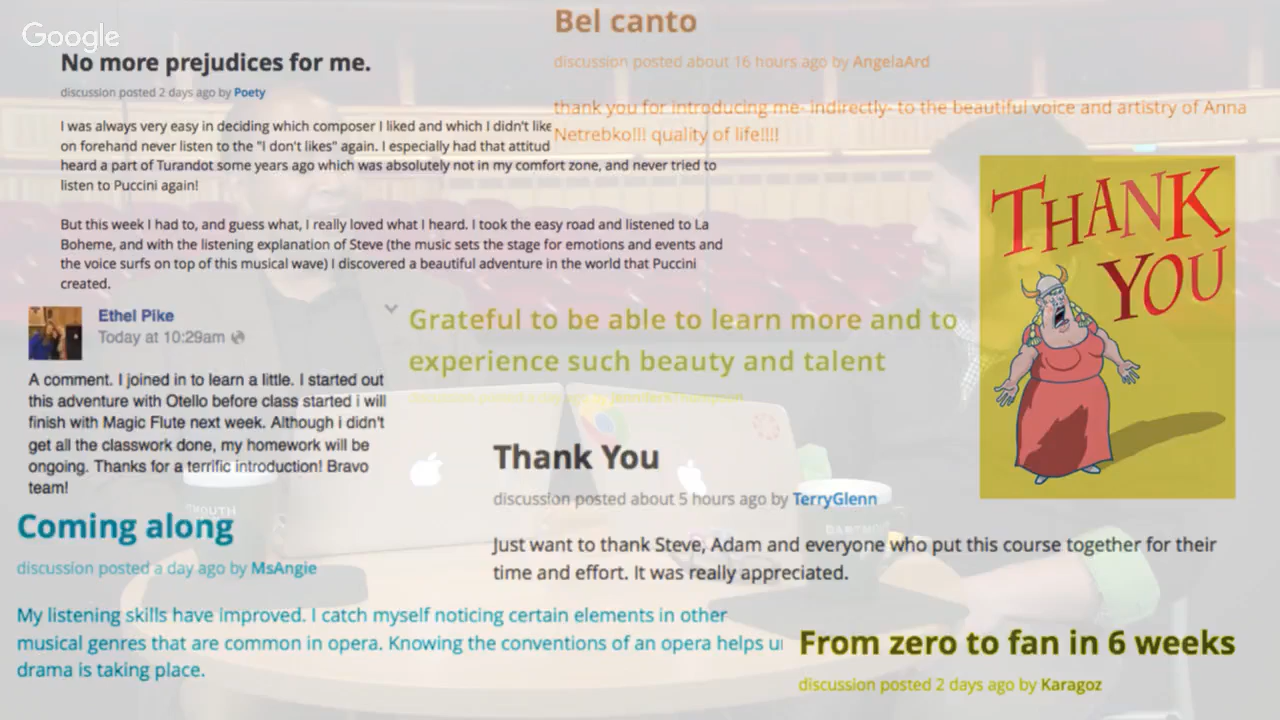 Google
No more prejudices for me.
discussion posted 2 days ago by Poety
I was always very easy in deciding which composer I liked and which I didn't like
on forehand never listen to the "I don't likes" again. I especially had that attitud
heard a part of Turandot some years ago which was absolutely not in my comfort zone, and never tried to
listen to Puccini again!
But this week I had to, and guess what, I really loved what I heard. I took the easy road and listened to La
Boheme, and with the listening explanation of Steve (the music sets the stage for emotions and events and
the voice surfs on top of this musical wave) I discovered a beautiful adventure in the world that Puccini
created.
Bel canto
discussion posted about 16 hours ago by AngelaArd
thank you for introducing me- indirectly- to the beautiful voice and artistry of Anna
Netrebko!!! quality of life!!!!
THANK
YOU
Ethel Pike
Today at 10:29am
A comment. I joined in to learn a little. I started out
this adventure with Otello before class started i will
finish with Magic Flute next week. Although i didn't
get all the classwork done, my homework will be
ongoing. Thanks for a terrific introduction! Bravo
team!
Grateful to be able to learn more and to
experience such beauty and talent
Thank You
discussion posted about 5 hours ago by TerryGlenn
Just want to thank Steve, Adam and everyone who put this course together for their
time and effort. It was really appreciated.
Coming along
discussion posted a day ago by MsAngie
My listening skills have improved. I catch myself noticing certain elements in other
musical genres that are common in opera. Knowing the conventions of an opera helps
drama is taking place.
From zero to fan in 6 weeks
discussion posted 2 days ago by Karagoz